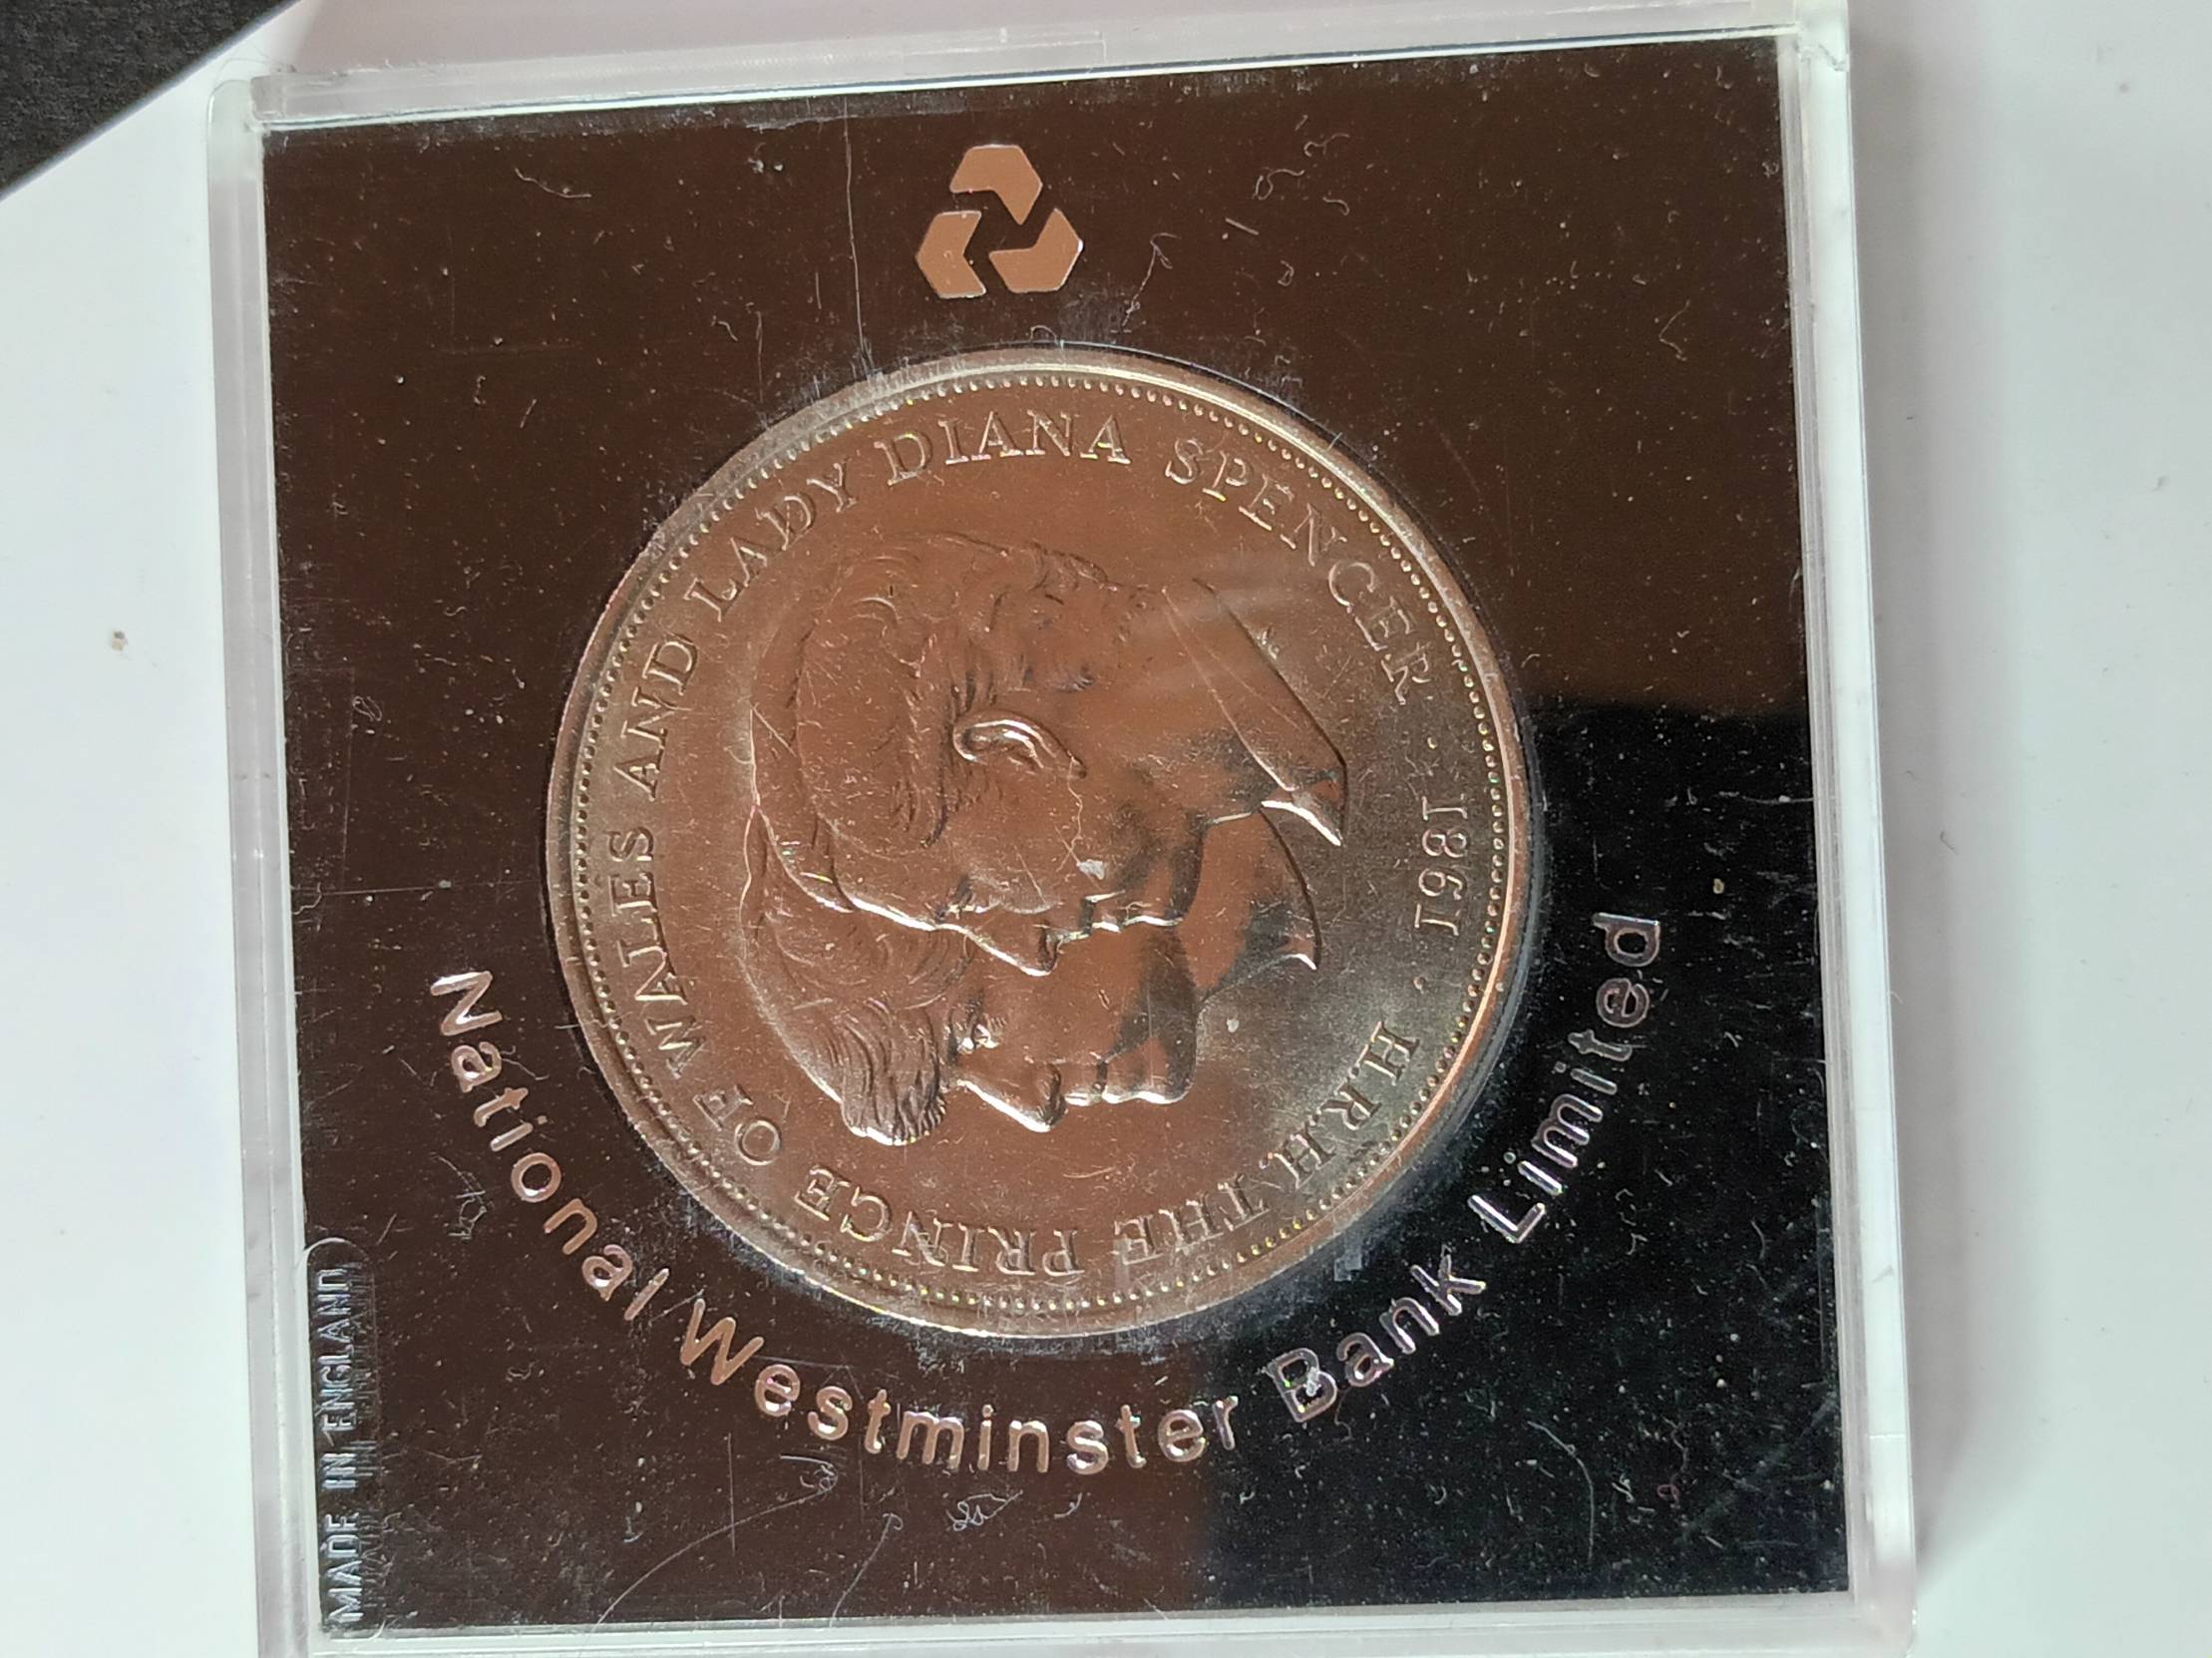 H.R.H. THE PRINCE OF WALES AND LADY DIANA SPENCER · 1981 ·
National Westminster Bank Limited
MADE IN ENGLAND